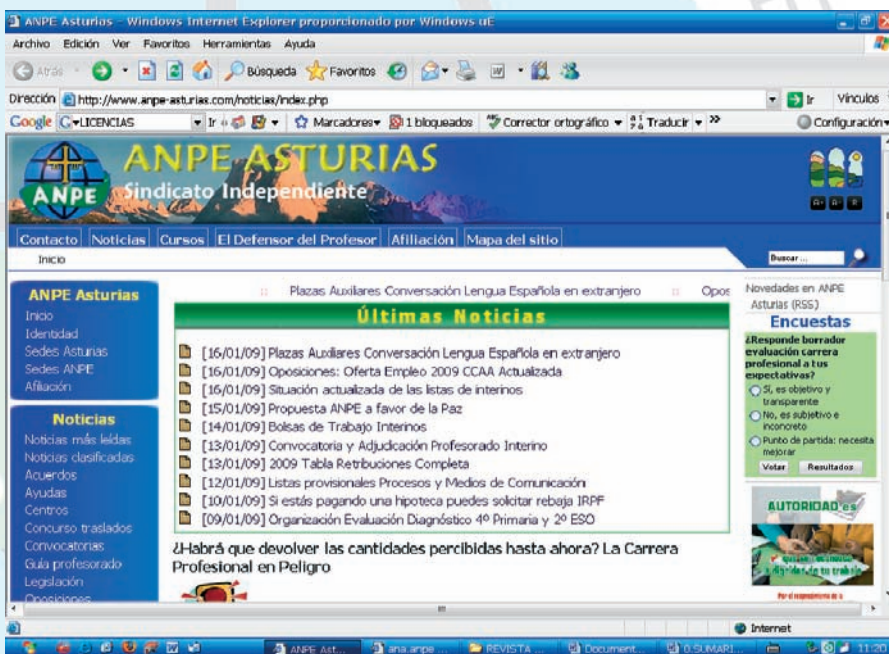 ANPE Asturias - Windows Internet Explorer proporcionado por Windows uE
Archivo Edición Ver Favoritos Herramientas Ayuda
Atrás Búsqueda Favoritos
Dirección http://www.anpe-asturias.com/noticias/index.php Ir Vínculos
Google LICENCIAS Ir Marcadores 1 bloqueados Corrector ortográfico Traducir Configuración
ANPE ASTURIAS
Sindicato Independiente
ANPE
Contacto Noticias Cursos El Defensor del Profesor Afiliación Mapa del sitio
Inicio
Buscar ...
ANPE Asturias
Inicio
Identidad
Sedes Asturias
Sedes ANPE
Afiliación
Noticias
Noticias más leídas
Noticias clasificadas
Acuerdos
Ayudas
Centros
Concurso traslados
Convocatorias
Guía profesorado
Legislación
Oposiciones
:: Plazas Auxiliares Conversación Lengua Española en extranjero :: Opos
Últimas Noticias
[16/01/09] Plazas Auxiliares Conversación Lengua Española en extranjero
[16/01/09] Oposiciones: Oferta Empleo 2009 CCAA Actualizada
[16/01/09] Situación actualizada de las listas de interinos
[15/01/09] Propuesta ANPE a favor de la Paz
[14/01/09] Bolsas de Trabajo Interinos
[13/01/09] Convocatoria y Adjudicación Profesorado Interino
[13/01/09] 2009 Tabla Retribuciones Completa
[12/01/09] Listas provisionales Procesos y Medios de Comunicación
[10/01/09] Si estás pagando una hipoteca puedes solicitar rebaja IRPF
[09/01/09] Organización Evaluación Diagnóstico 4º Primaria y 2º ESO
¿Habrá que devolver las cantidades percibidas hasta ahora? La Carrera
Profesional en Peligro
Novedades en ANPE
Asturias (RSS)
Encuestas
¿Responde borrador
evaluación carrera
profesional a tus
expectativas?
Sí, es objetivo y
transparente
No, es subjetivo e
inconcreto
Punto de partida: necesita
mejorar
Votar Resultados
AUTORIDAD es
Internet
ANPE Ast... ana.anpe ... REVISTA ... Document... 0.SUMARI... 11:20